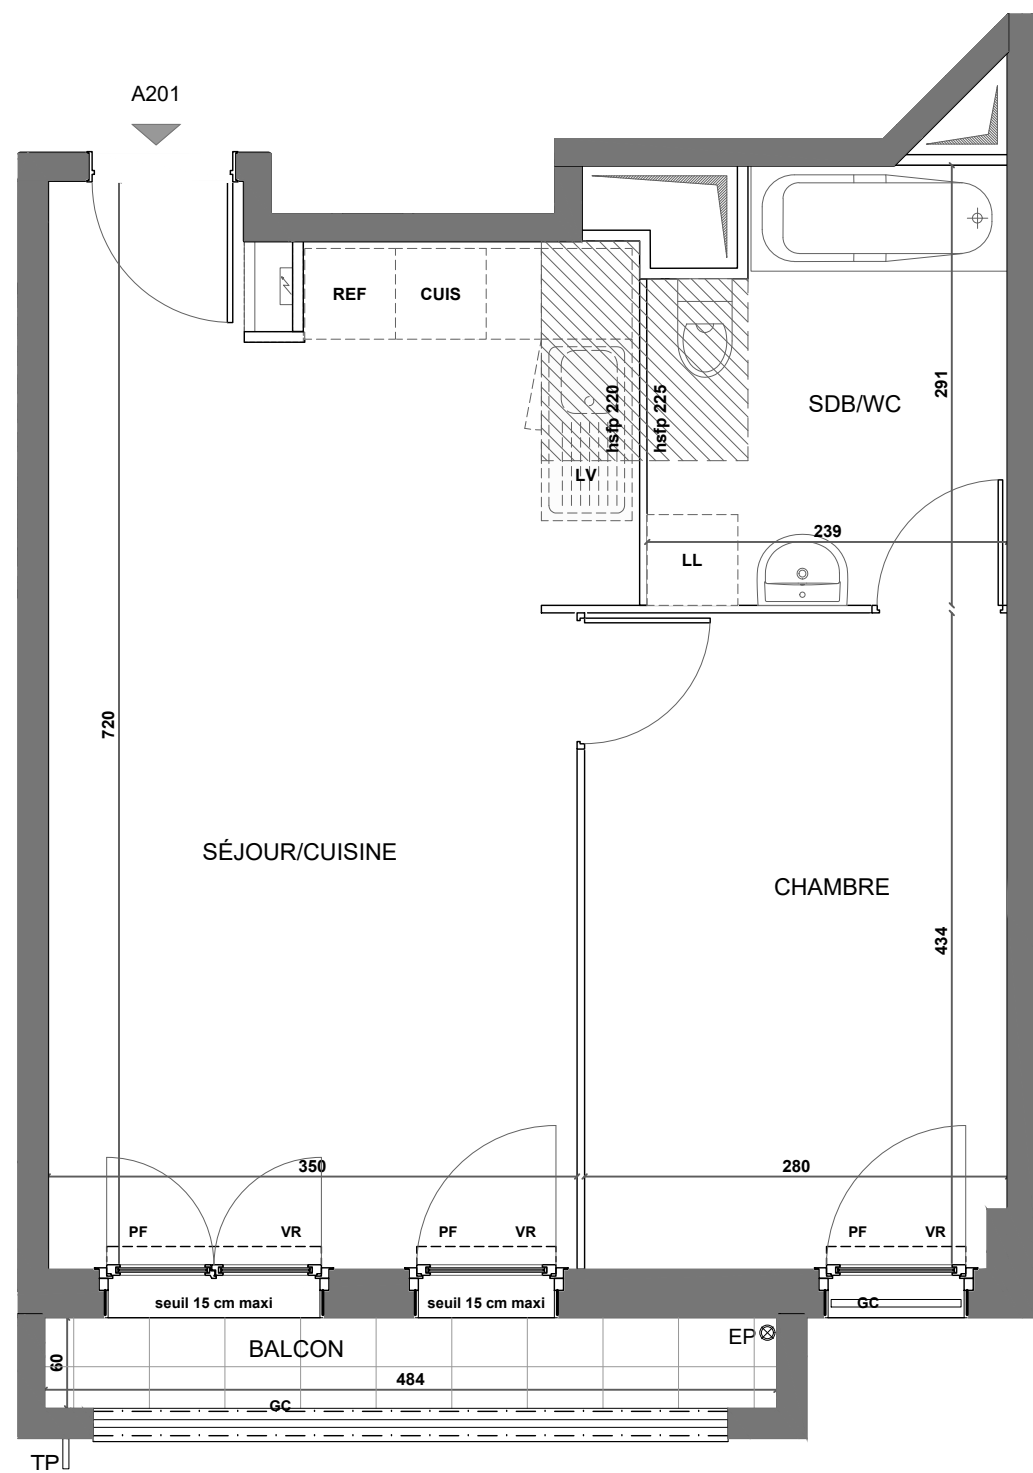 A201
REF
CUIS
hsfp 220
hsfp 225
291
SDB/WC
LV
239
LL
720
SÉJOUR/CUISINE
CHAMBRE
434
350
280
PF
VR
PF
VR
PF
VR
seuil 15 cm maxi
seuil 15 cm maxi
GC
EP
BALCON
60
484
GC
TP